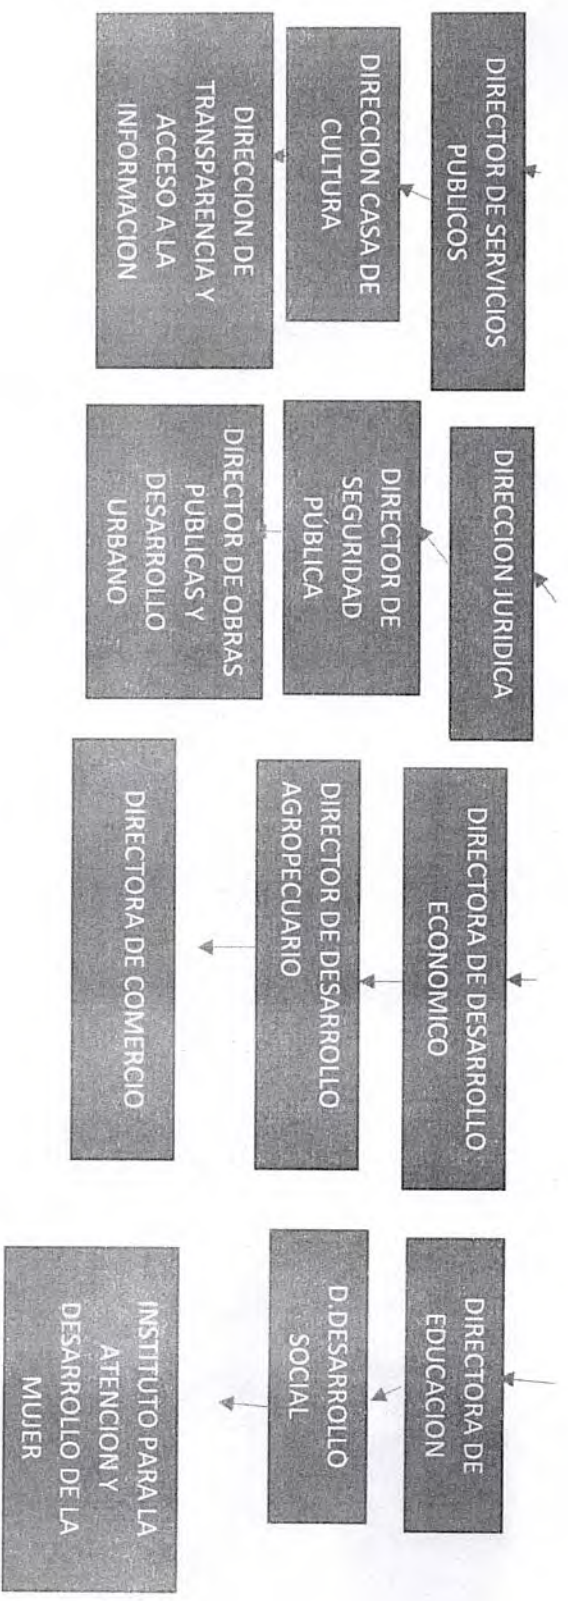 DIRECTOR DE SERVICIOS
PUBLICOS
DIRECCION CASA DE
CULTURA
DIRECCION DE
TRANSPARENCIA Y
ACCESO A LA
INFORMACION
DIRECCION JURIDICA
DIRECTOR DE
SEGURIDAD
PÚBLICA
DIRECTOR DE OBRAS
PUBLICAS Y
DESARROLLO
URBANO
DIRECTORA DE DESARROLLO
ECONOMICO
DIRECTOR DE DESARROLLO
AGROPECUARIO
DIRECTORA DE COMERCIO
DIRECTORA DE
EDUCACION
D.DESARROLLO
SOCIAL
INSTITUTO PARA LA
ATENCION Y
DESARROLLO DE LA
MUJER